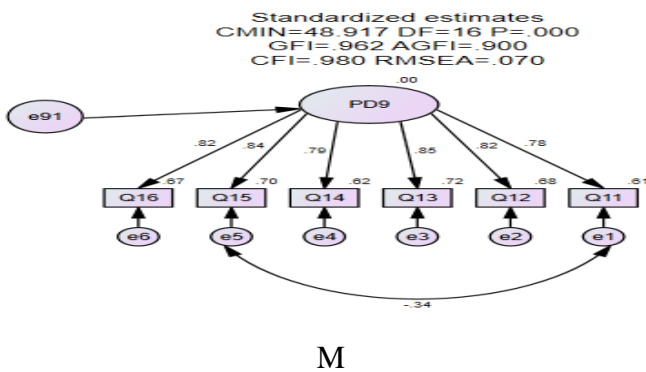 Standardized estimates
CMIN=48.917 DF=16 P=.000
GFI=.962 AGFI=.900
CFI=.980 RMSEA=.070
.00
e91
PD9
.82 .84 .79 .85 .82 .78
.67 .70 .62 .72 .68 .61
Q16 Q15 Q14 Q13 Q12 Q11
e6 e5 e4 e3 e2 e1
-.34
M